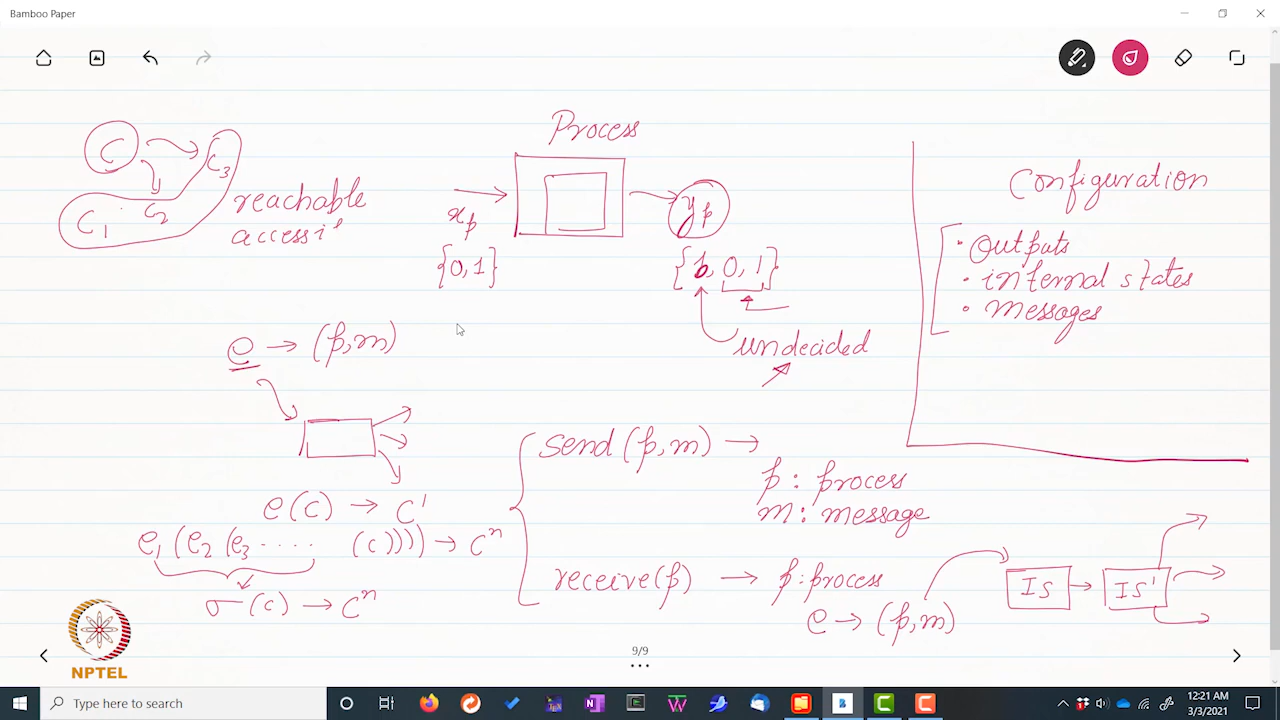 Bamboo Paper
Process
C
C3
C2
C1
reachable
xp
yp
{0,1}
{b, 0, 1}
undecided
Configuration
• outputs
• internal states
• messages
e → (p,m)
e(c) → c'
e1(e2(e3 .... (c)))) → c^n
σ(c) → c^n
send(p,m) →
p : process
m : message
receive(p) → p : process
e → (p,m)
IS → IS'
NPTEL
9/9
Type here to search
12:21 AM
3/3/2021